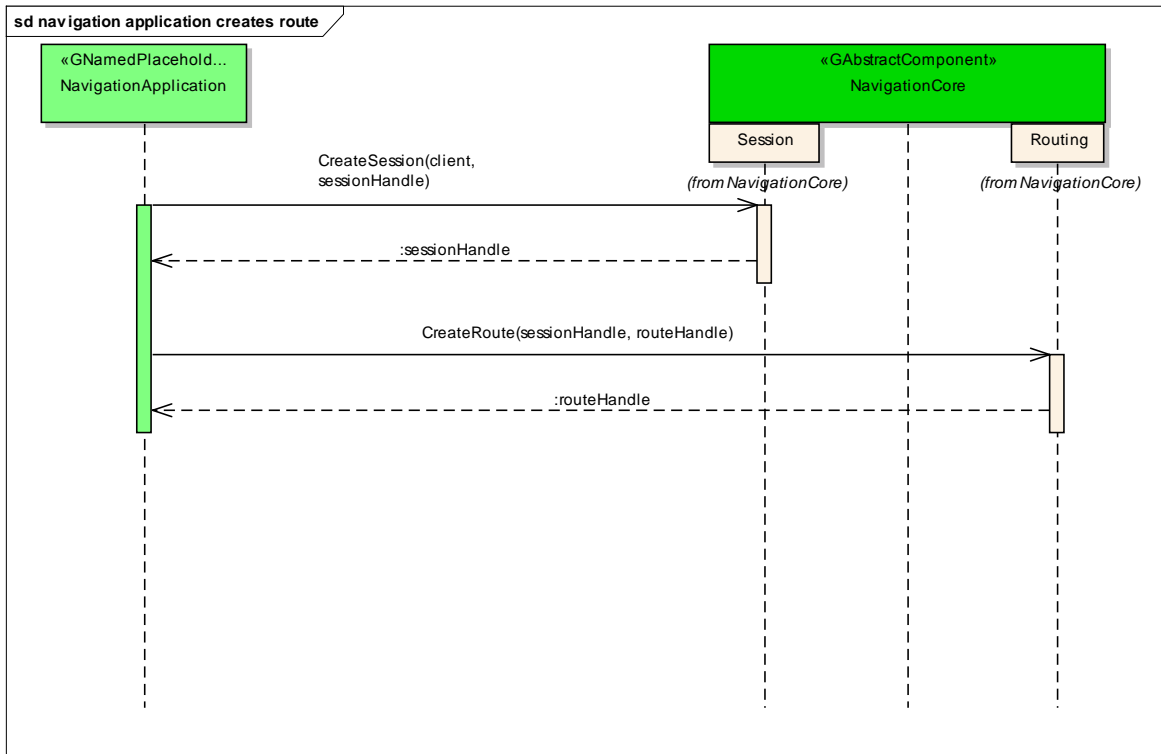 sd navigation application creates route
«GNamedPlacehold...
NavigationApplication
«GAbstractComponent»
NavigationCore
Session
Routing
(from NavigationCore)
(from NavigationCore)
CreateSession(client,
sessionHandle)
:sessionHandle
CreateRoute(sessionHandle, routeHandle)
:routeHandle